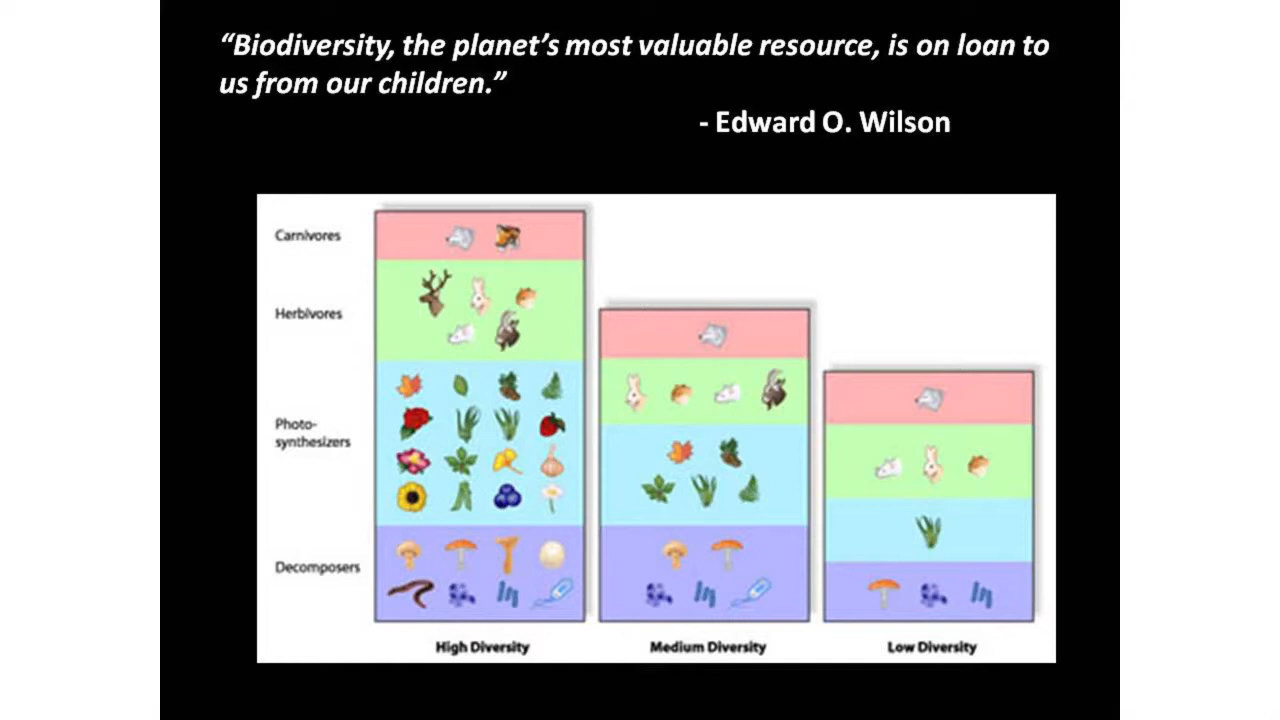 “Biodiversity, the planet’s most valuable resource, is on loan to
us from our children.”
- Edward O. Wilson
Carnivores
Herbivores
Photo-
synthesizers
Decomposers
High Diversity
Medium Diversity
Low Diversity